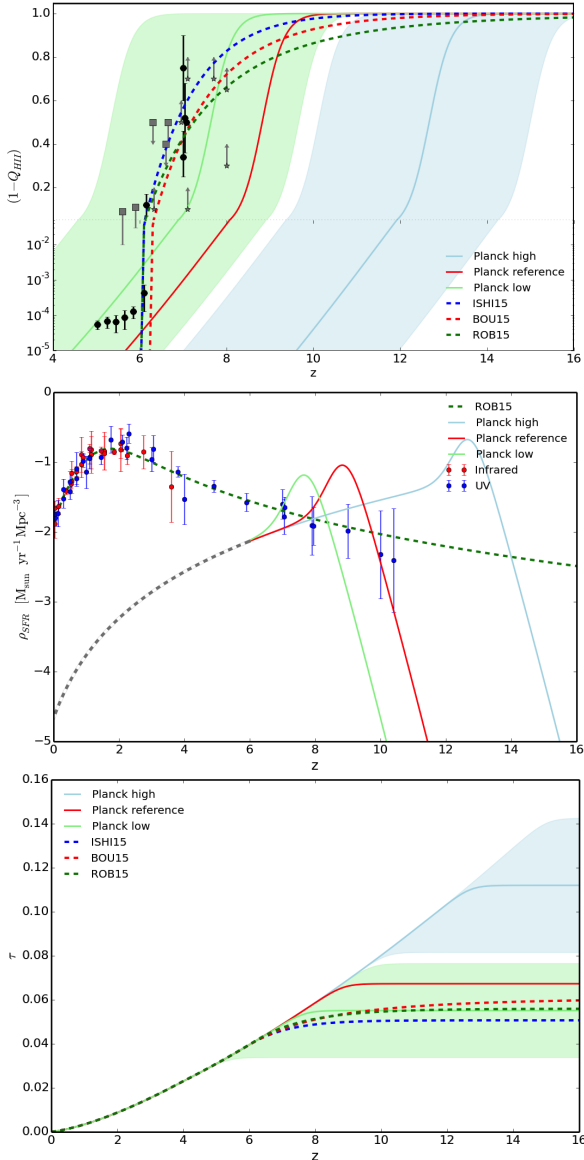 1.0
0.8
0.6
0.4
0.2
10⁻²
10⁻³
10⁻⁴
10⁻⁵
(1−Q_HII)
Planck high
Planck reference
Planck low
ISHI15
BOU15
ROB15
4 6 8 10 12 14 16
z
0
−1
−2
−3
−4
−5
ρ_SFR [M_sun yr⁻¹ Mpc⁻³]
ROB15
Planck high
Planck reference
Planck low
Infrared
UV
0 2 4 6 8 10 12 14 16
z
0.16
0.14
0.12
0.10
0.08
0.06
0.04
0.02
0.00
τ
Planck high
Planck reference
Planck low
ISHI15
BOU15
ROB15
0 2 4 6 8 10 12 14 16
z